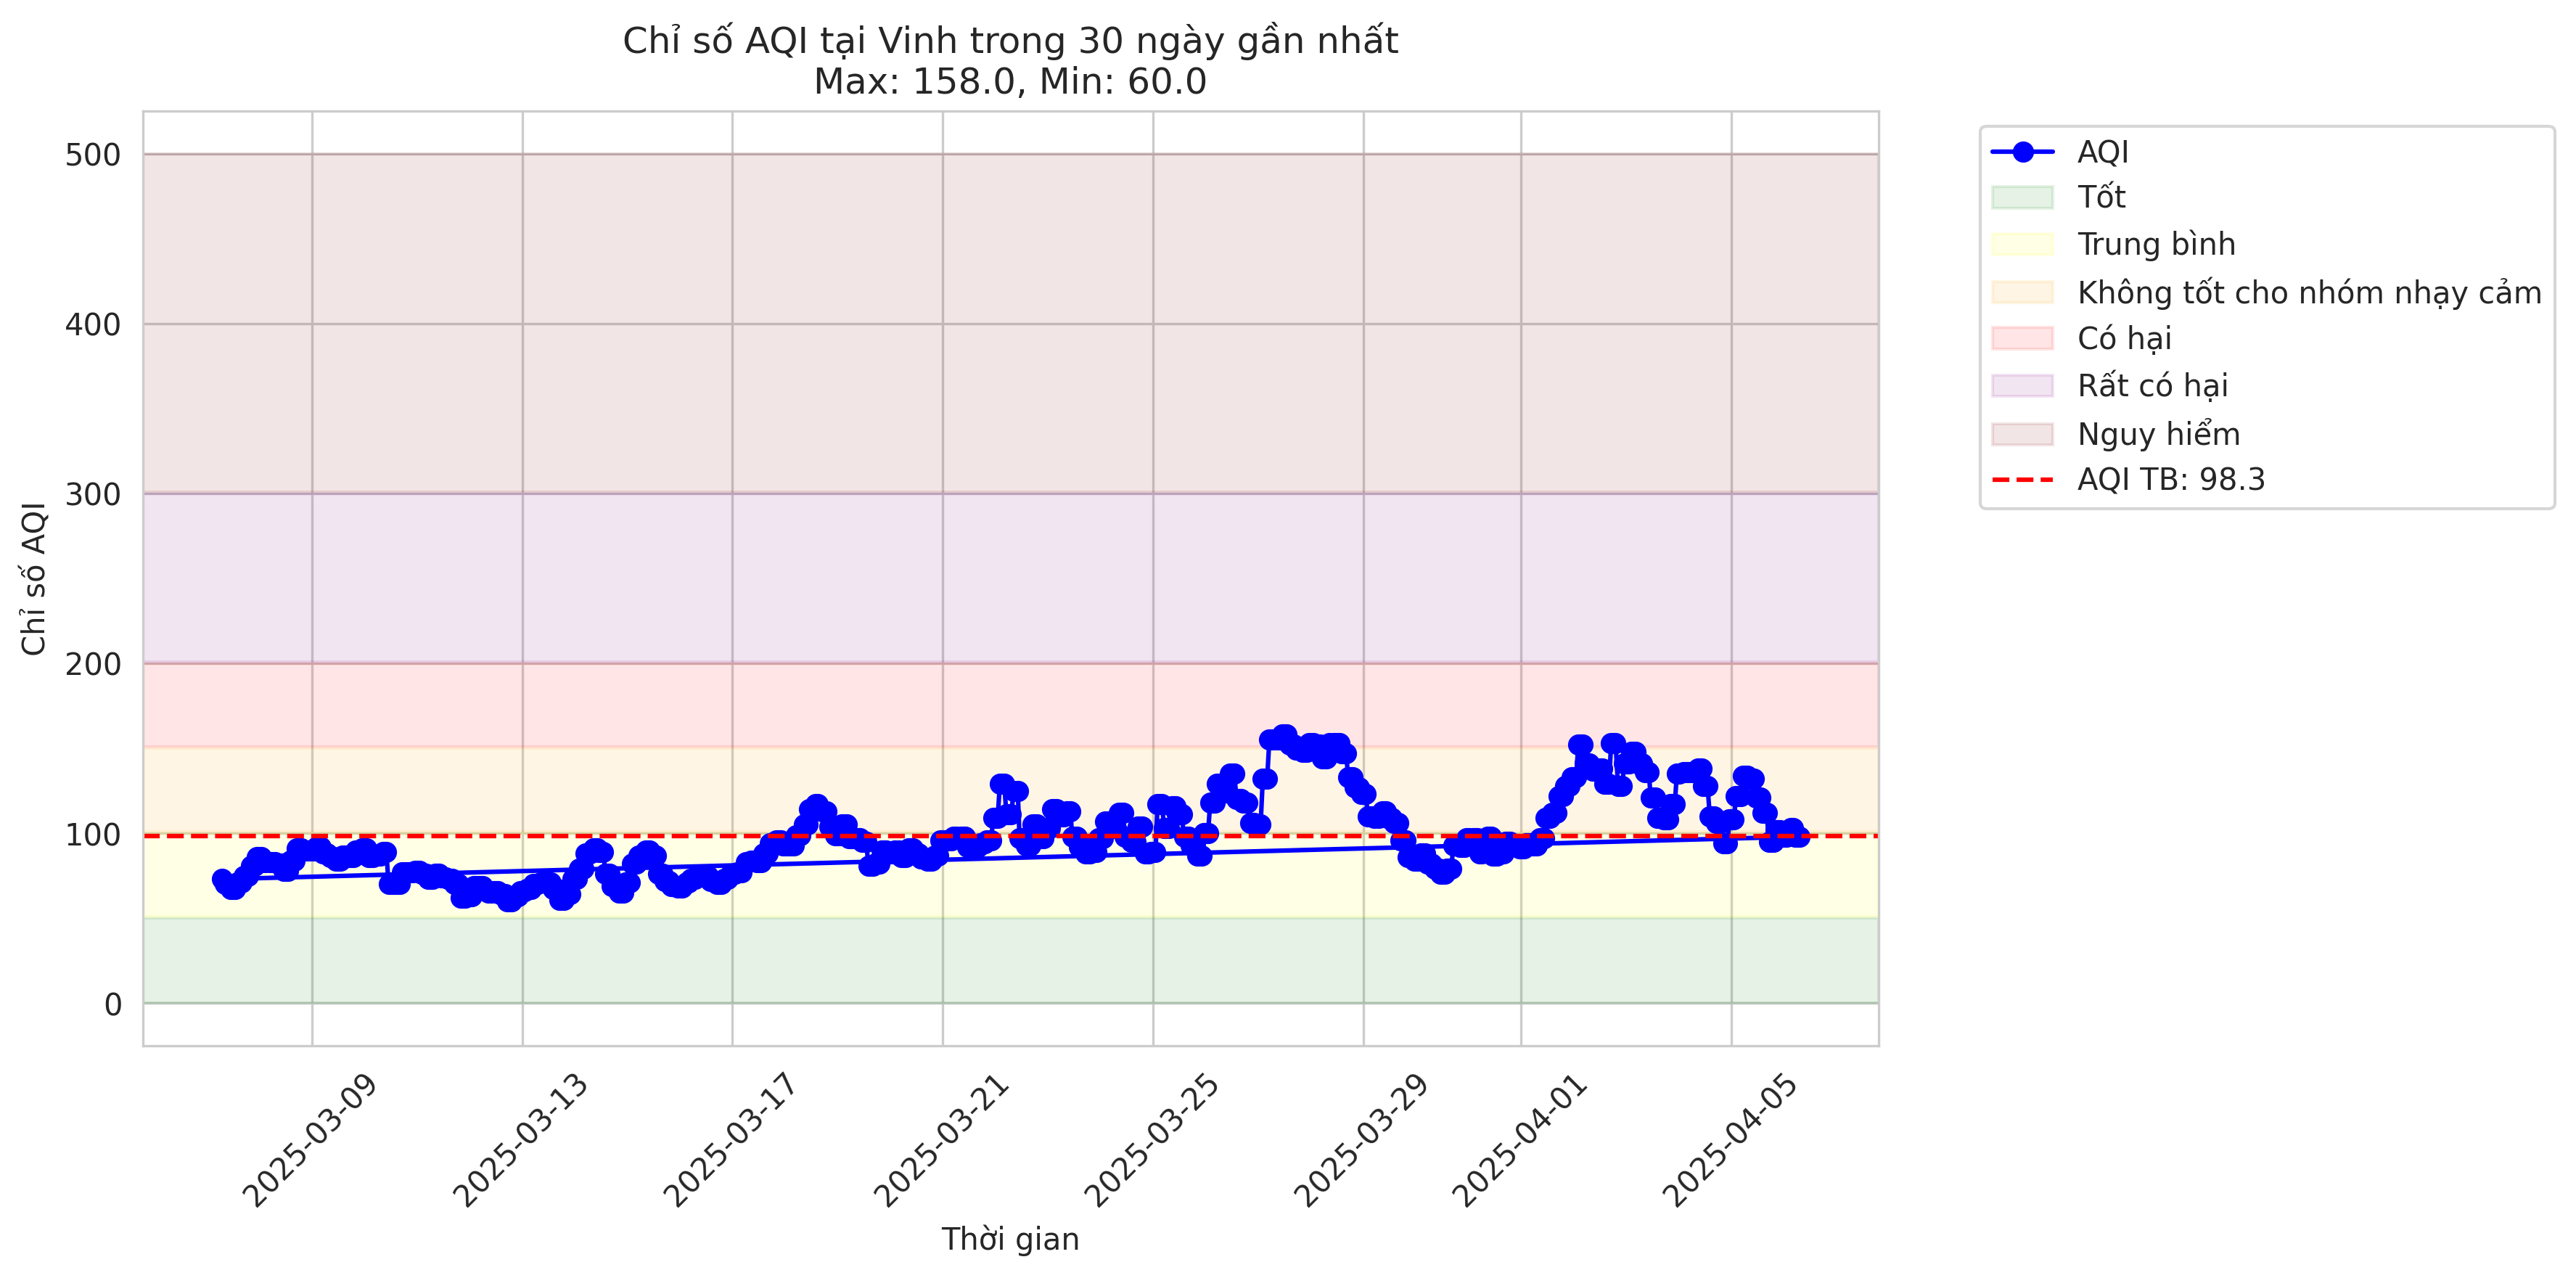 Chỉ số AQI tại Vinh trong 30 ngày gần nhất
Max: 158.0, Min: 60.0
Chỉ số AQI
500
400
300
200
100
0
2025-03-09
2025-03-13
2025-03-17
2025-03-21
2025-03-25
2025-03-29
2025-04-01
2025-04-05
Thời gian
AQI
Tốt
Trung bình
Không tốt cho nhóm nhạy cảm
Có hại
Rất có hại
Nguy hiểm
AQI TB: 98.3